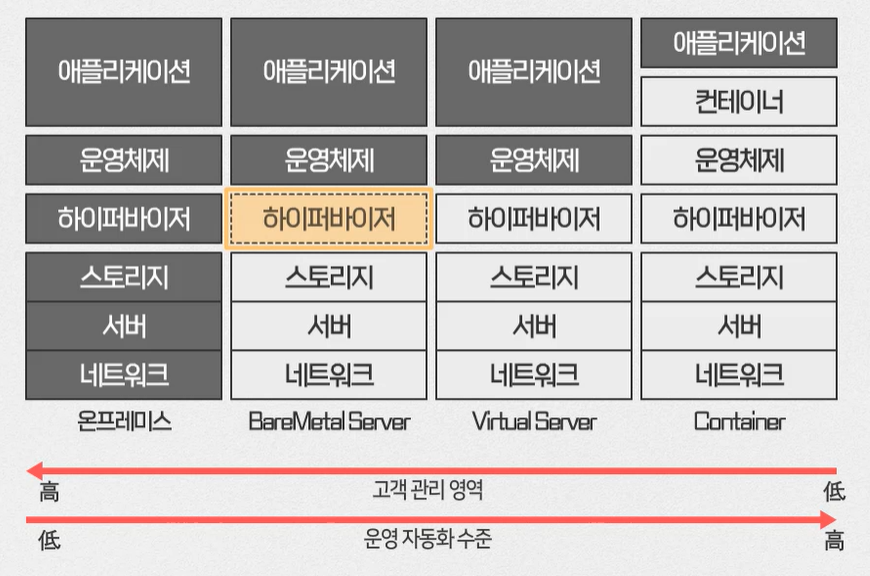 애플리케이션 애플리케이션 애플리케이션 애플리케이션
컨테이너
운영체제 운영체제 운영체제 운영체제
하이퍼바이저 하이퍼바이저 하이퍼바이저 하이퍼바이저
스토리지 스토리지 스토리지 스토리지
서버 서버 서버 서버
네트워크 네트워크 네트워크 네트워크
온프레미스 BareMetal Server Virtual Server Container
高 고객 관리 영역 低
低 운영 자동화 수준 高